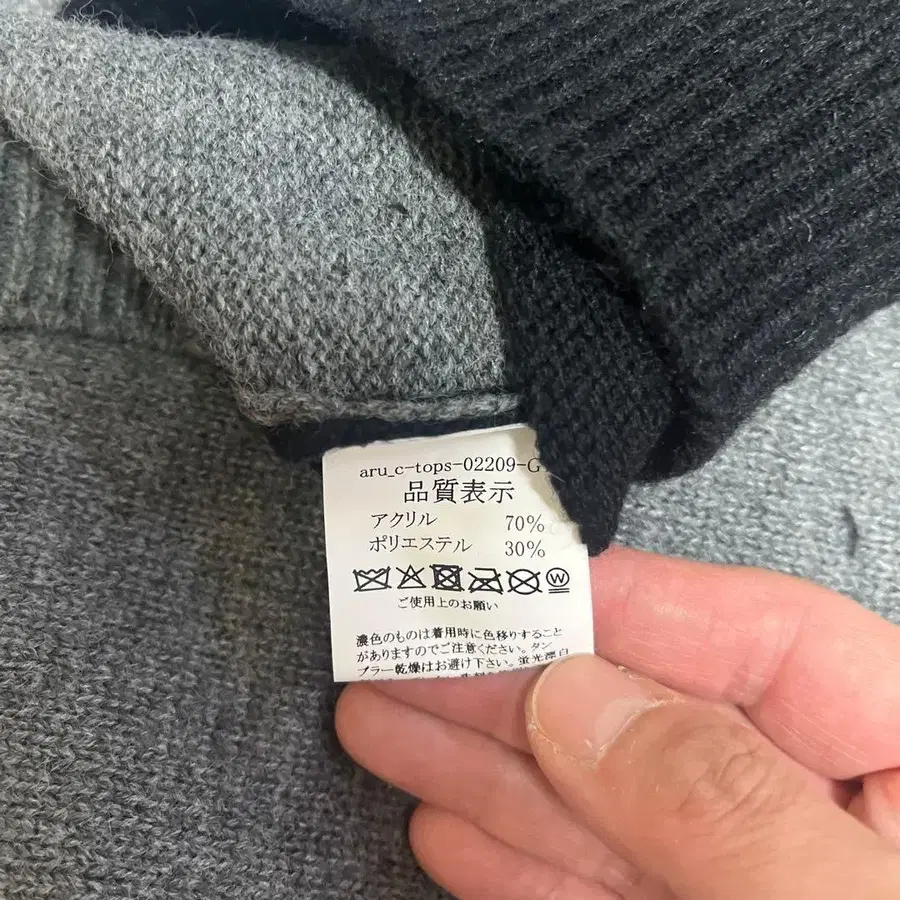 aru_c-tops-02209-G
品質表示
アクリル 70%
ポリエステル 30%
W
ご使用上のお願い
濃色のものは着用時に色移りすること
がありますのでご注意ください。タン
ブラー乾燥はお避け下さい。蛍光漂白